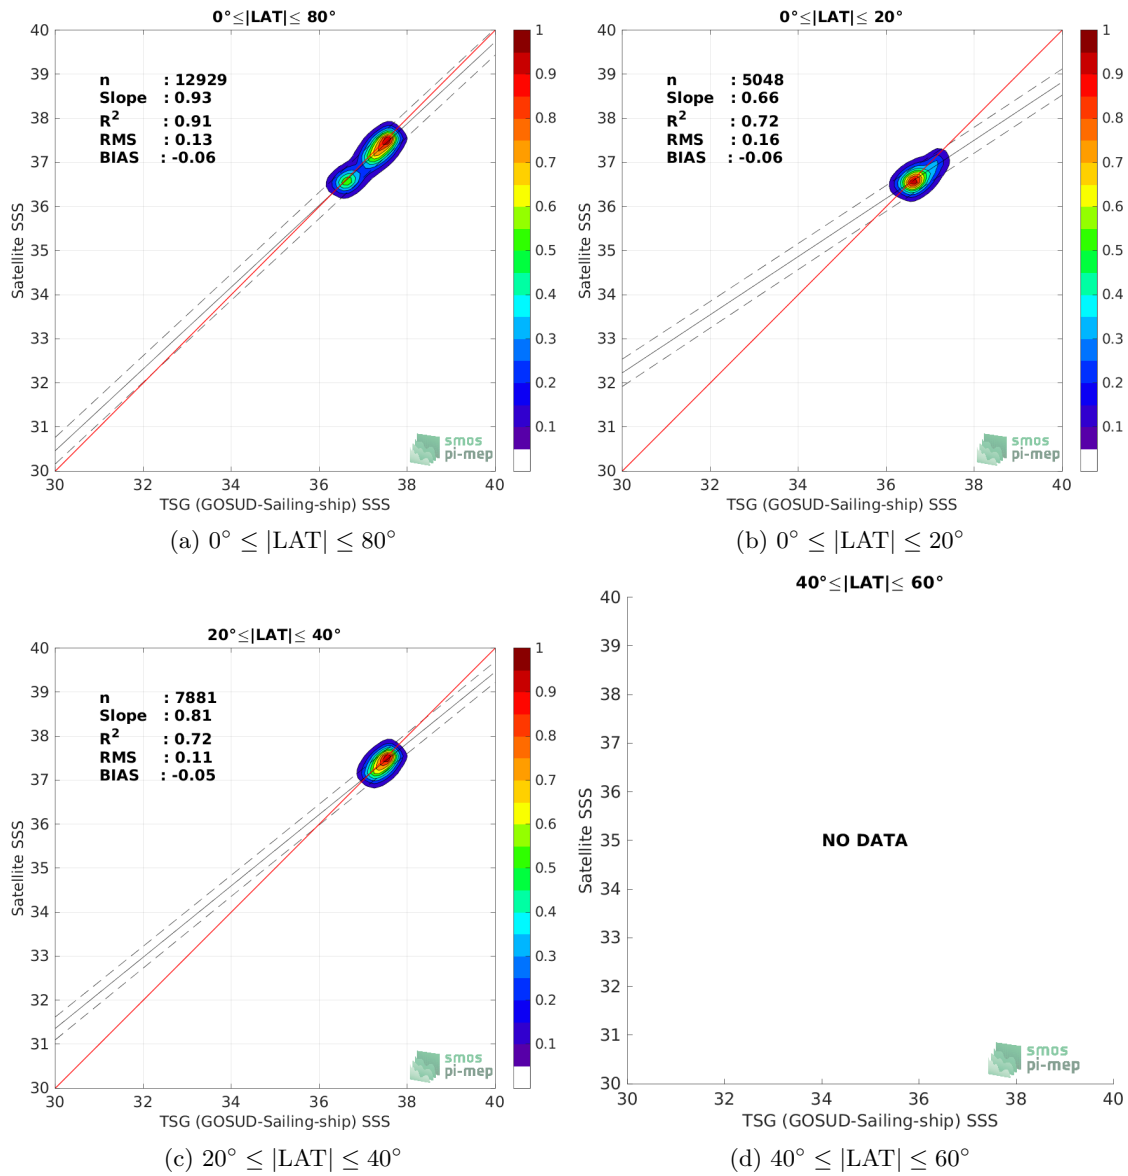 0°≤|LAT|≤ 80°
40
39
38
37
36
35
34
33
32
31
30
n : 12929
Slope : 0.93
R² : 0.91
RMS : 0.13
BIAS : -0.06
Satellite SSS
30 32 34 36 38 40
TSG (GOSUD-Sailing-ship) SSS
smos
pi-mep
1
0.9
0.8
0.7
0.6
0.5
0.4
0.3
0.2
0.1
(a) 0° ≤ |LAT| ≤ 80°
0°≤|LAT|≤ 20°
40
39
38
37
36
35
34
33
32
31
30
n : 5048
Slope : 0.66
R² : 0.72
RMS : 0.16
BIAS : -0.06
Satellite SSS
30 32 34 36 38 40
TSG (GOSUD-Sailing-ship) SSS
smos
pi-mep
1
0.9
0.8
0.7
0.6
0.5
0.4
0.3
0.2
0.1
(b) 0° ≤ |LAT| ≤ 20°
20°≤|LAT|≤ 40°
40
39
38
37
36
35
34
33
32
31
30
n : 7881
Slope : 0.81
R² : 0.72
RMS : 0.11
BIAS : -0.05
Satellite SSS
30 32 34 36 38 40
TSG (GOSUD-Sailing-ship) SSS
smos
pi-mep
1
0.9
0.8
0.7
0.6
0.5
0.4
0.3
0.2
0.1
(c) 20° ≤ |LAT| ≤ 40°
40°≤|LAT|≤ 60°
40
39
38
37
36
35
34
33
32
31
30
NO DATA
Satellite SSS
30 32 34 36 38 40
TSG (GOSUD-Sailing-ship) SSS
smos
pi-mep
(d) 40° ≤ |LAT| ≤ 60°